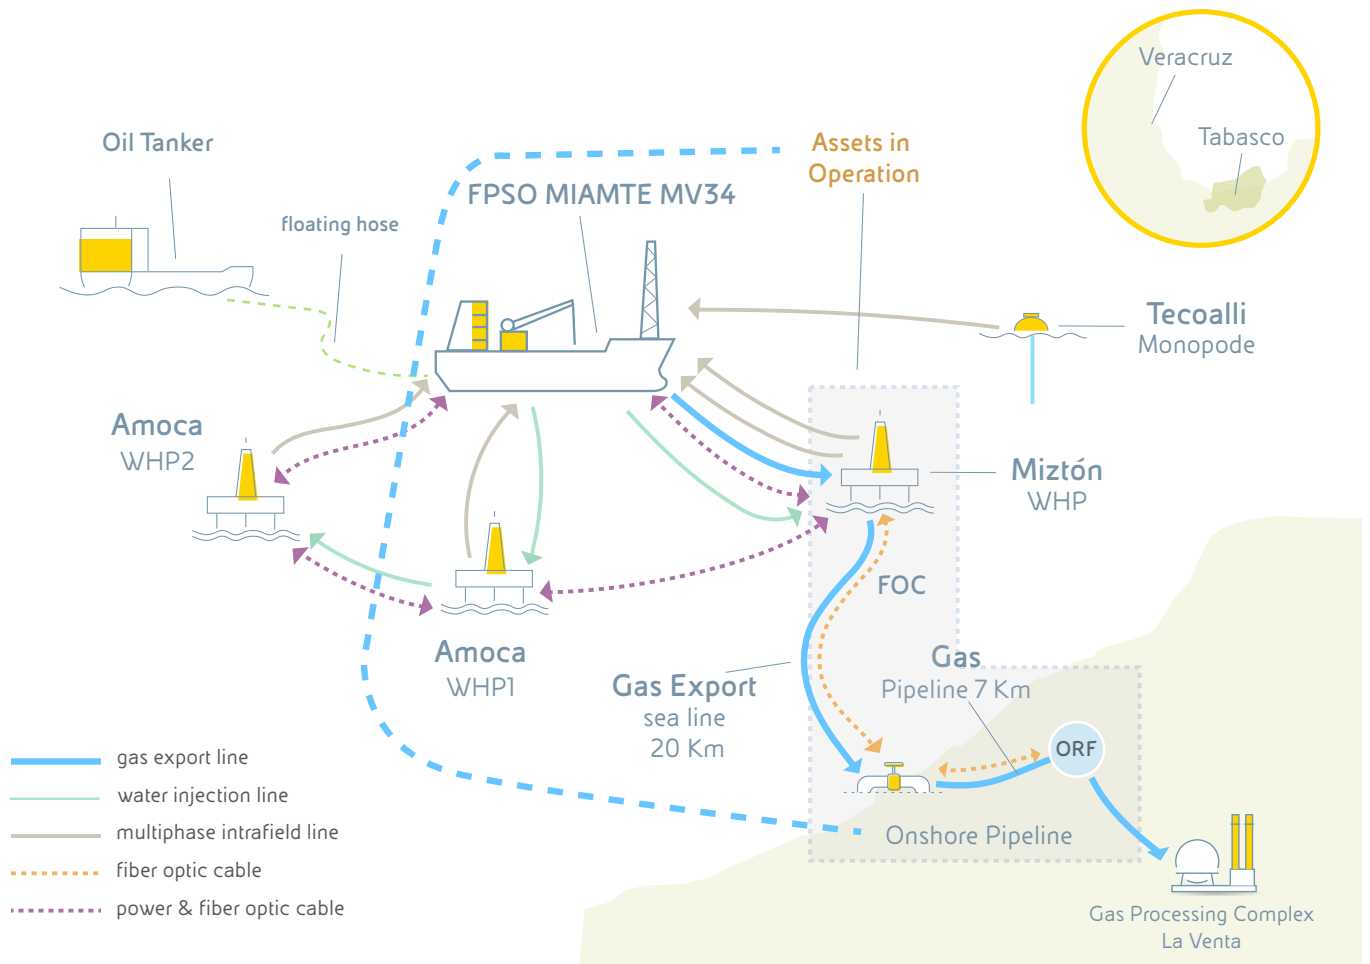 Veracruz
Tabasco
Oil Tanker
Assets in
Operation
FPSO MIAMTE MV34
floating hose
Tecoalli
Monopode
Amoca
WHP2
Miztón
WHP
FOC
Amoca
WHP1
Gas Export
sea line
20 Km
Gas
Pipeline 7 Km
ORF
Onshore Pipeline
gas export line
water injection line
multiphase intrafield line
fiber optic cable
power & fiber optic cable
Gas Processing Complex
La Venta